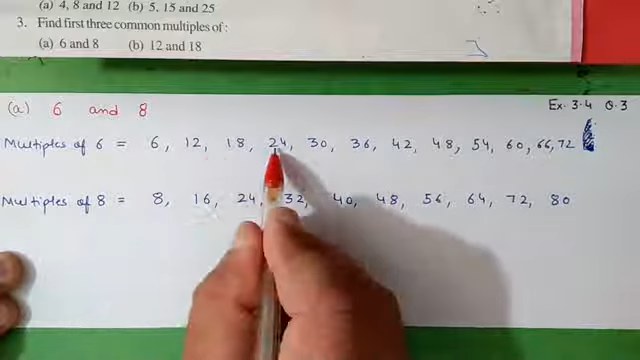 (a) 4, 8 and 12 (b) 5, 15 and 25
3. Find first three common multiples of :
(a) 6 and 8 (b) 12 and 18
Ex. 3.4 Q.3
(a) 6 and 8
Multiples of 6 = 6, 12, 18, 24, 30, 36, 42, 48, 54, 60, 66, 72
Multiples of 8 = 8, 16, 24, 32, 40, 48, 56, 64, 72, 80